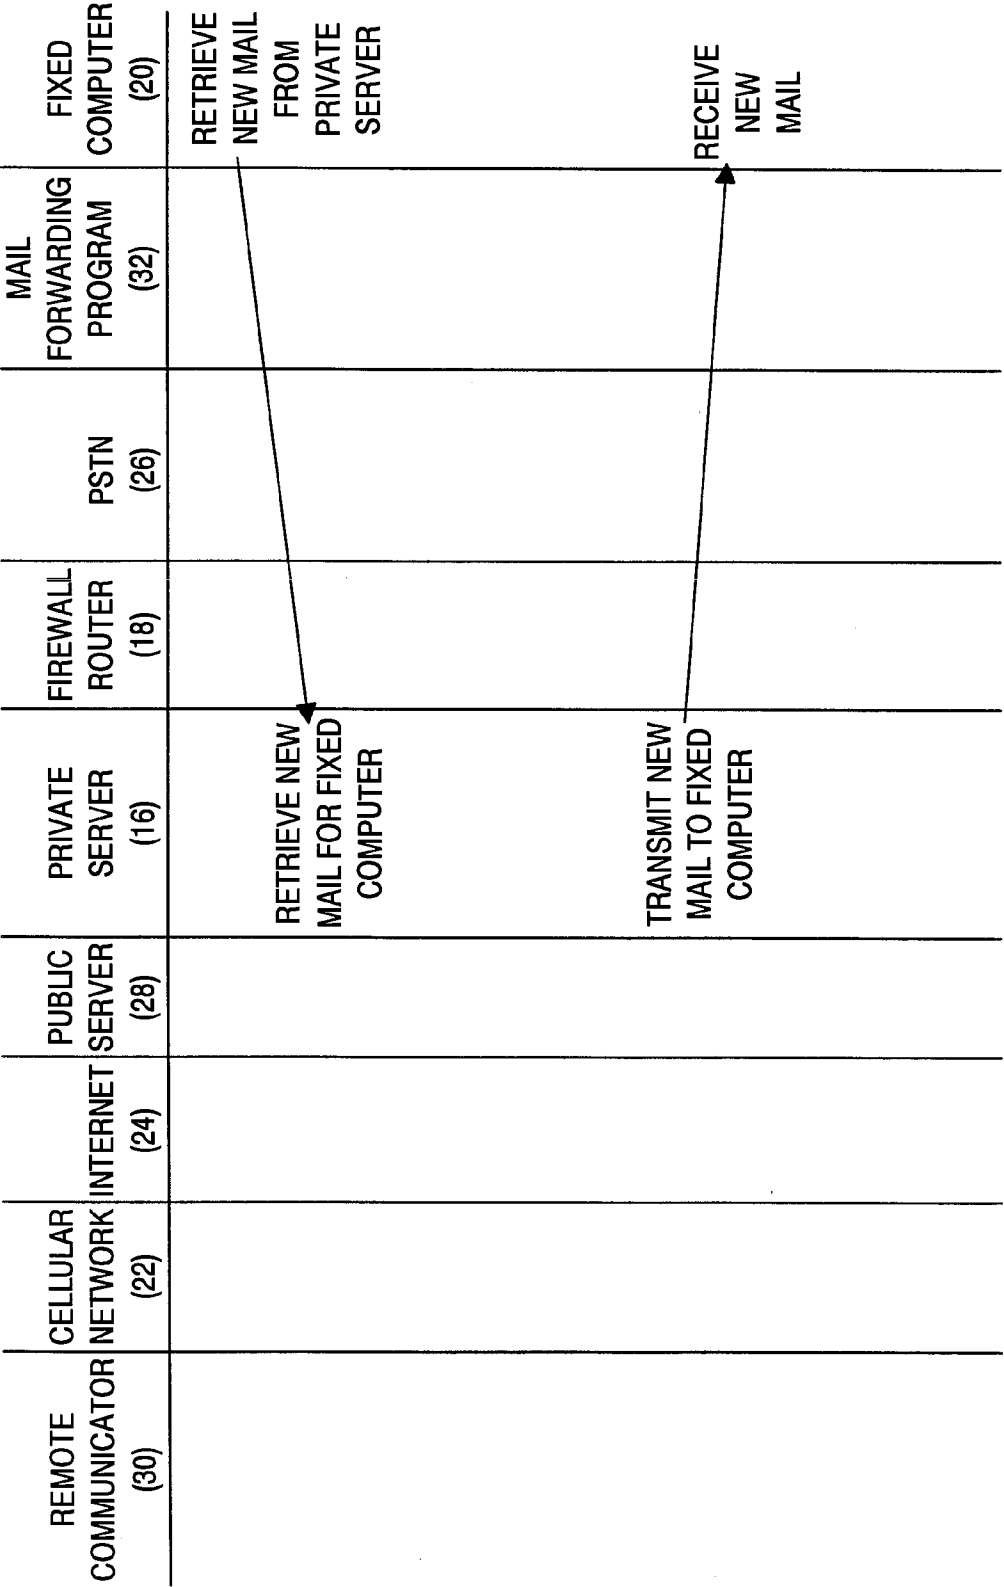 REMOTE
COMMUNICATOR
(30)
CELLULAR
NETWORK
(22)
INTERNET
(24)
PUBLIC
SERVER
(28)
PRIVATE
SERVER
(16)
FIREWALL
ROUTER
(18)
PSTN
(26)
MAIL
FORWARDING
PROGRAM
(32)
FIXED
COMPUTER
(20)
RETRIEVE
NEW MAIL
FROM
PRIVATE
SERVER
RETRIEVE NEW
MAIL FOR FIXED
COMPUTER
TRANSMIT NEW
MAIL TO FIXED
COMPUTER
RECEIVE
NEW
MAIL